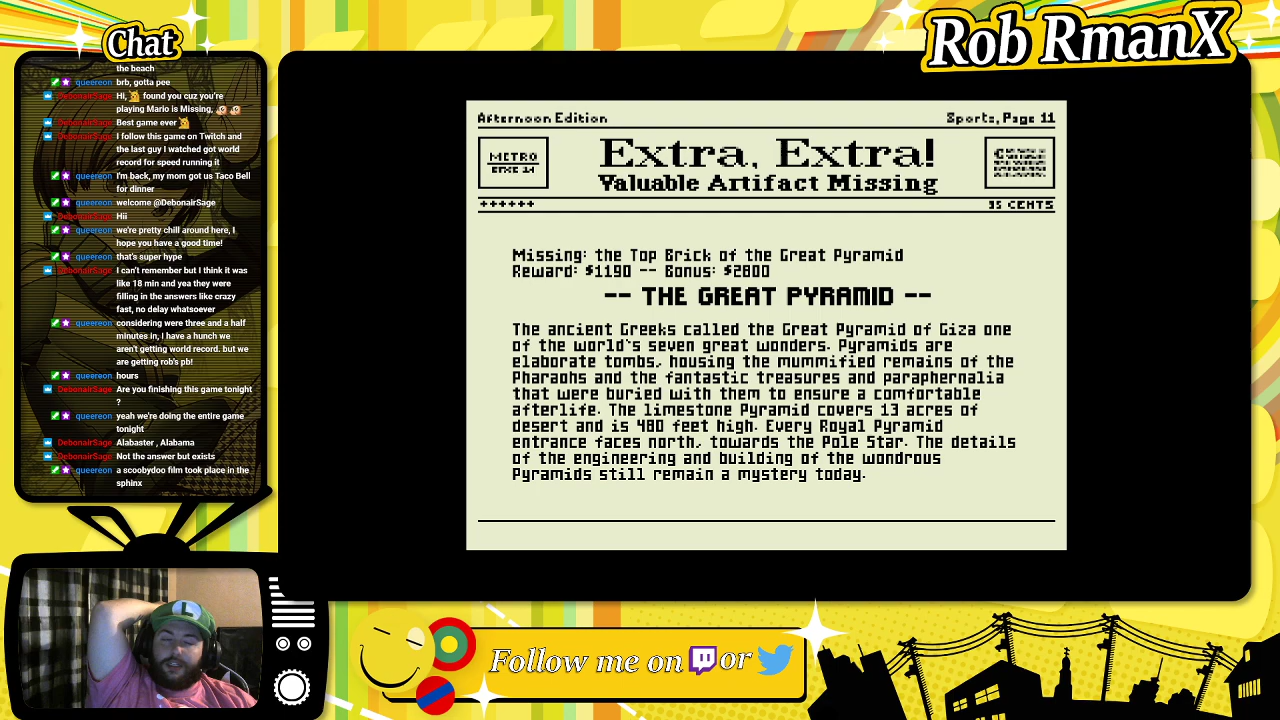 Chat
the beach
queereon brb, gotta pee
DebonairSage Hi, found you cuz you're
playing Mario is Missing,
DebonairSage Best game ever
DebonairSage I follow this game on Twitch and
the last guy I watched got world
record for speed running it
queereon I'm back, my mom got us Taco Bell
for dinner
queereon welcome @DebonairSage
DebonairSage Hii
queereon we're pretty chill around here, I
hope you have a good time!
queereon that's super hype
DebonairSage I can't remember but I think it was
like 18 min and yea they were
filling in the answers like crazy
fast, no delay whatsoever
queereon considering were three and a half
minutes in, I have a hunch we
aren't getting world record. but we
are getting rob's pb!
queereon hours
DebonairSage Are you finishing this game tonight
?
queereon yeah we're doing the entire game
tonight
DebonairSage Alabaster , Alabama
DebonairSage Not the answer but exists
queereon a scoobydoo film took place in the
sphinx
Rob RmanX
Afternoon Edition Sports, Page 11
METRO
Extra, Extra!
Valuable Artifact Missing
++++++ 35 CENTS
Missing: the Top Brick of the Great Pyramid
Reward: $1190 -- Bonus: $2000
-- THE GREAT PYRAMID --
The ancient Greeks called the Great Pyramid of Giza one
of the world's seven great wonders. Pyramids are
elaborate tombs, housing the mummified remains of the
pharaohs and the fantastic treasures and paraphernalia
that were buried with them to ensure a comfortable
afterlife. The limestone Pyramid covers 13 acres of
desert and is 480 feet high. Every Royal Pyramid
entrance faces north, towards the Pole Star. The details
of the engineering and building of the wondrous
Pyramids still remain a mystery today.
L
Follow me on or